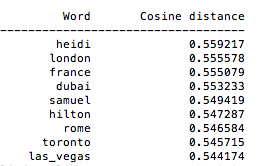 Word Cosine distance
------------------------------------------------
heidi 0.559217
london 0.555578
france 0.555079
dubai 0.553233
samuel 0.549419
hilton 0.547287
rome 0.546584
toronto 0.545715
las_vegas 0.544174